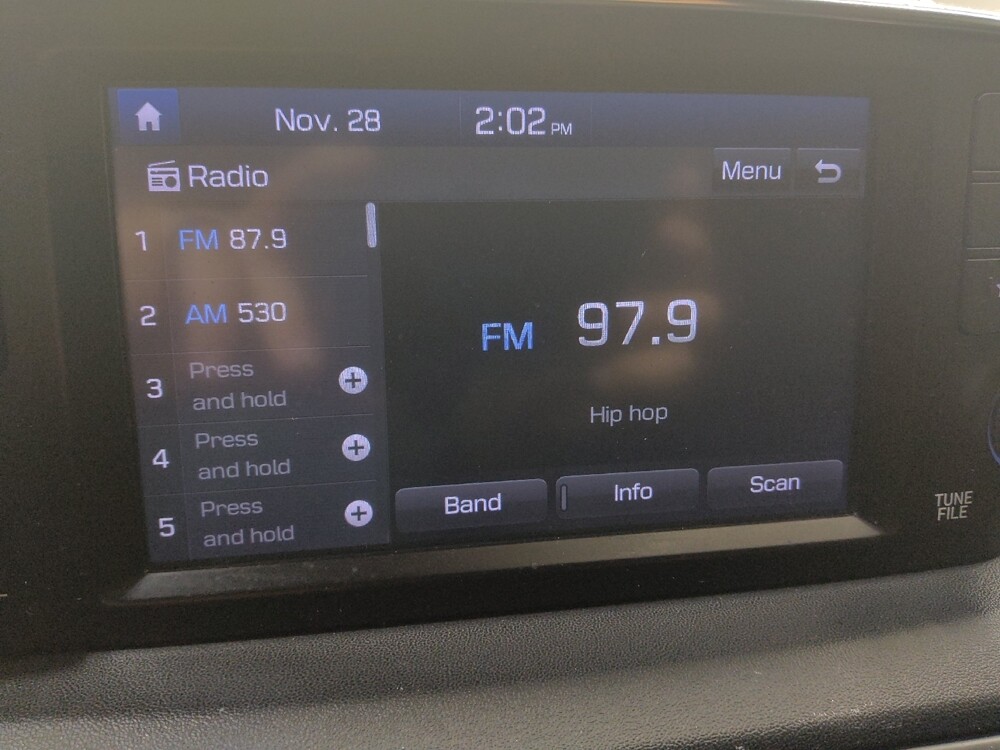 Nov. 28 2:02 PM
Radio Menu
1 FM 87.9
2 AM 530
3 Press
and hold
4 Press
and hold
5 Press
and hold
FM 97.9
Hip hop
Band Info Scan
TUNE
FILE